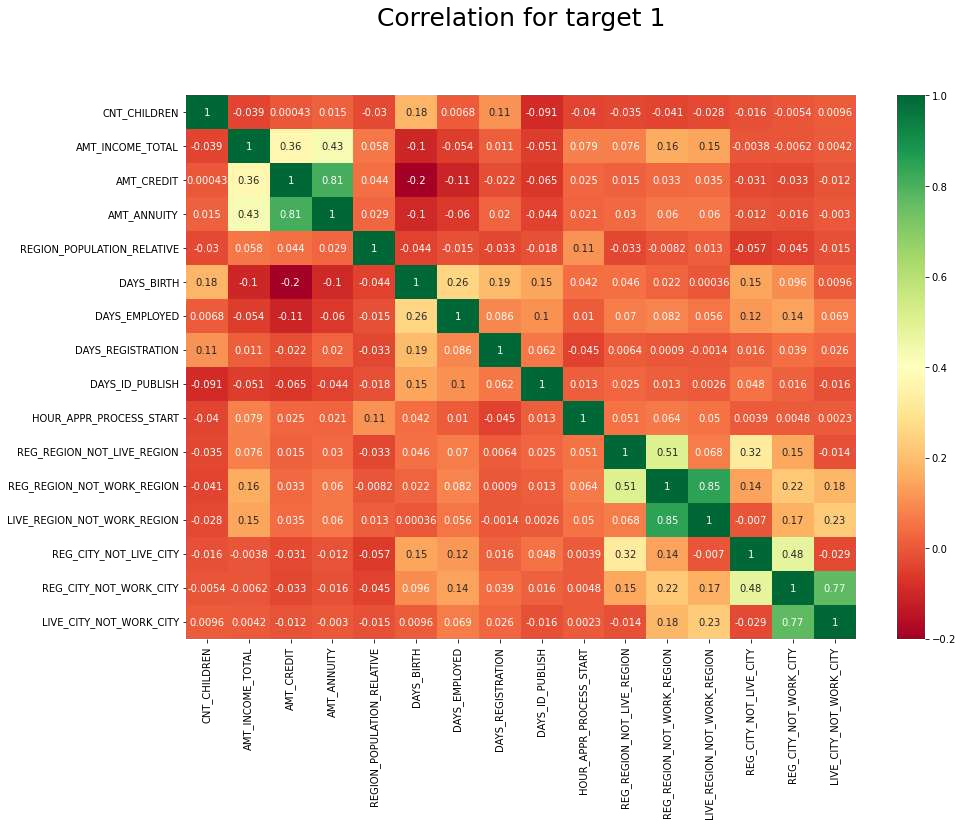 Correlation for target 1
CNT_CHILDREN 1 -0.039 0.00043 0.015 -0.03 0.18 0.0068 0.11 -0.091 -0.04 -0.035 -0.041 -0.028 -0.016 -0.0054 0.0096
AMT_INCOME_TOTAL -0.039 1 0.36 0.43 0.058 -0.1 -0.054 0.011 -0.051 0.079 0.076 0.16 0.15 -0.0038 -0.0062 0.0042
AMT_CREDIT 0.00043 0.36 1 0.81 0.044 -0.2 -0.11 -0.022 -0.065 0.025 0.015 0.033 0.035 -0.031 -0.033 -0.012
AMT_ANNUITY 0.015 0.43 0.81 1 0.029 -0.1 -0.06 0.02 -0.044 0.021 0.03 0.06 0.06 -0.012 -0.016 -0.003
REGION_POPULATION_RELATIVE -0.03 0.058 0.044 0.029 1 -0.044 -0.015 -0.033 -0.018 0.11 -0.033 -0.0082 0.013 -0.057 -0.045 -0.015
DAYS_BIRTH 0.18 -0.1 -0.2 -0.1 -0.044 1 0.26 0.19 0.15 0.042 0.046 0.022 0.00036 0.15 0.096 0.0096
DAYS_EMPLOYED 0.0068 -0.054 -0.11 -0.06 -0.015 0.26 1 0.086 0.1 0.01 0.07 0.082 0.056 0.12 0.14 0.069
DAYS_REGISTRATION 0.11 0.011 -0.022 0.02 -0.033 0.19 0.086 1 0.062 -0.045 0.0064 0.0009 -0.0014 0.016 0.039 0.026
DAYS_ID_PUBLISH -0.091 -0.051 -0.065 -0.044 -0.018 0.15 0.1 0.062 1 0.013 0.025 0.013 0.0026 0.048 0.016 -0.016
HOUR_APPR_PROCESS_START -0.04 0.079 0.025 0.021 0.11 0.042 0.01 -0.045 0.013 1 0.051 0.064 0.05 0.0039 0.0048 0.0023
REG_REGION_NOT_LIVE_REGION -0.035 0.076 0.015 0.03 -0.033 0.046 0.07 0.0064 0.025 0.051 1 0.51 0.068 0.32 0.15 -0.014
REG_REGION_NOT_WORK_REGION -0.041 0.16 0.033 0.06 -0.0082 0.022 0.082 0.0009 0.013 0.064 0.51 1 0.85 0.14 0.22 0.18
LIVE_REGION_NOT_WORK_REGION -0.028 0.15 0.035 0.06 0.013 0.00036 0.056 -0.0014 0.0026 0.05 0.068 0.85 1 -0.007 0.17 0.23
REG_CITY_NOT_LIVE_CITY -0.016 -0.0038 -0.031 -0.012 -0.057 0.15 0.12 0.016 0.048 0.0039 0.32 0.14 -0.007 1 0.48 -0.029
REG_CITY_NOT_WORK_CITY -0.0054 -0.0062 -0.033 -0.016 -0.045 0.096 0.14 0.039 0.016 0.0048 0.15 0.22 0.17 0.48 1 0.77
LIVE_CITY_NOT_WORK_CITY 0.0096 0.0042 -0.012 -0.003 -0.015 0.0096 0.069 0.026 -0.016 0.0023 -0.014 0.18 0.23 -0.029 0.77 1
CNT_CHILDREN
AMT_INCOME_TOTAL
AMT_CREDIT
AMT_ANNUITY
REGION_POPULATION_RELATIVE
DAYS_BIRTH
DAYS_EMPLOYED
DAYS_REGISTRATION
DAYS_ID_PUBLISH
HOUR_APPR_PROCESS_START
REG_REGION_NOT_LIVE_REGION
REG_REGION_NOT_WORK_REGION
LIVE_REGION_NOT_WORK_REGION
REG_CITY_NOT_LIVE_CITY
REG_CITY_NOT_WORK_CITY
LIVE_CITY_NOT_WORK_CITY
1.0
0.8
0.6
0.4
0.2
0.0
−0.2